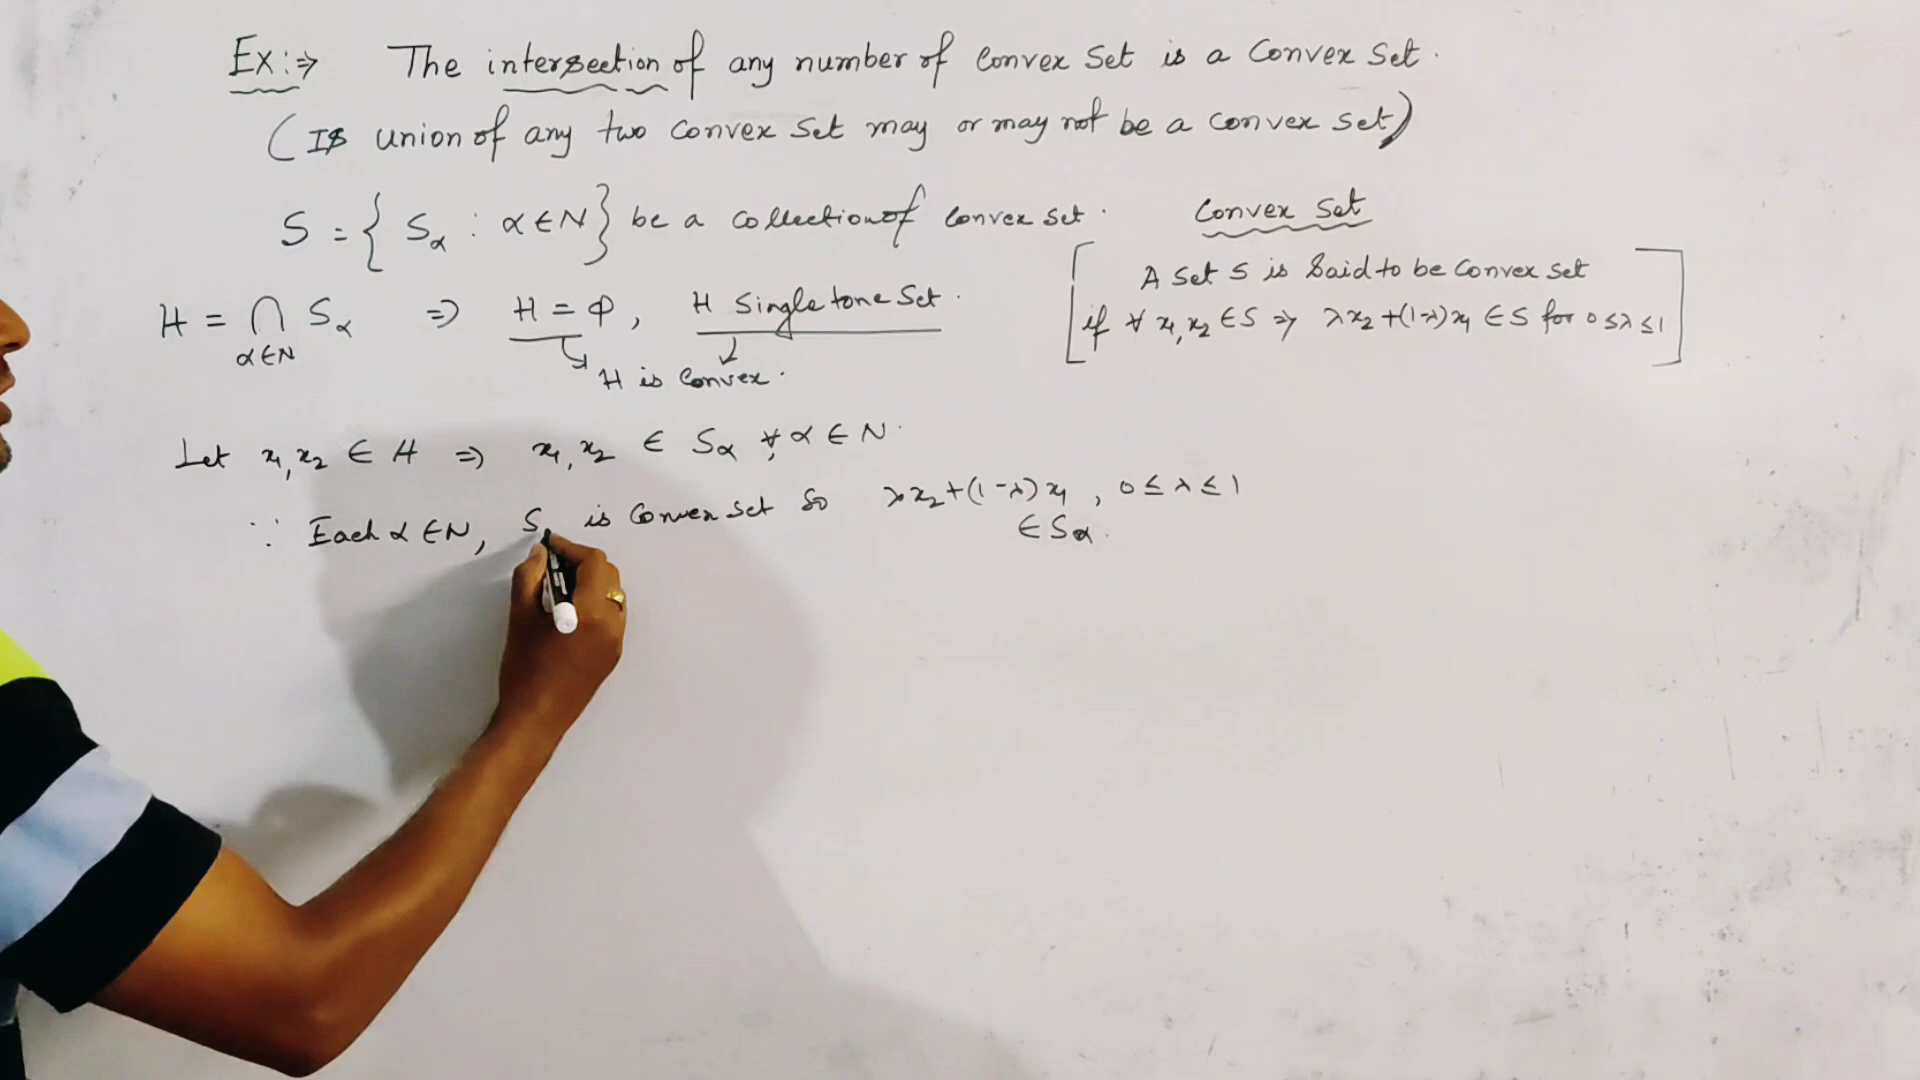 Ex:⇒ The intersection of any number of Convex Set is a Convex Set.
(Is union of any two Convex Set may or may not be a convex set)
S = { Sα : α ∈ N } be a collection of Convex set.
Convex Set
[ A Set S is Said to be Convex set
if ∀ x₁, x₂ ∈ S ⇒ λx₂+(1-λ)x₁ ∈ S for 0≤λ≤1 ]
H = ∩ Sα ⇒ H = Φ, H Singletone Set.
α∈N
H is Convex.
Let x₁, x₂ ∈ H ⇒ x₁, x₂ ∈ Sα ∀ α ∈ N.
∵ Each α ∈ N, S is Convex set So λx₂+(1-λ)x₁, 0≤λ≤1
∈ Sα.